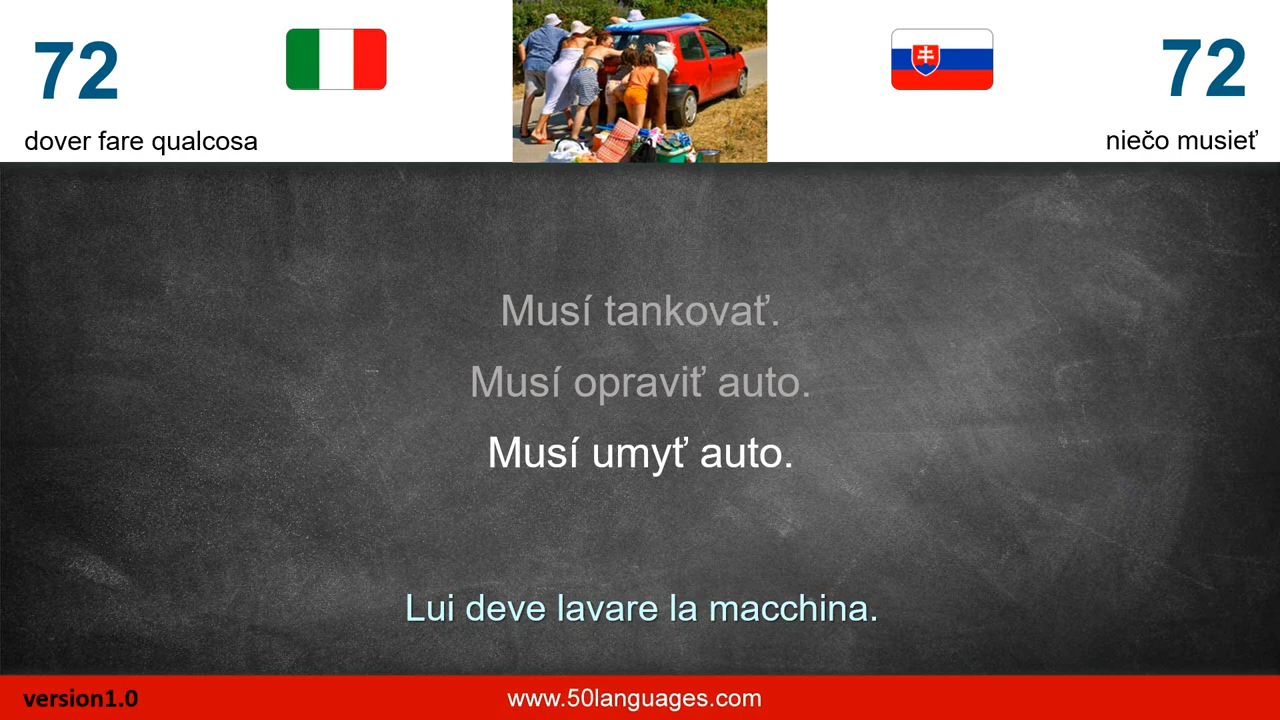 72
72
dover fare qualcosa
niečo musieť
Musí tankovať.
Musí opraviť auto.
Musí umyť auto.
Lui deve lavare la macchina.
version1.0
www.50languages.com